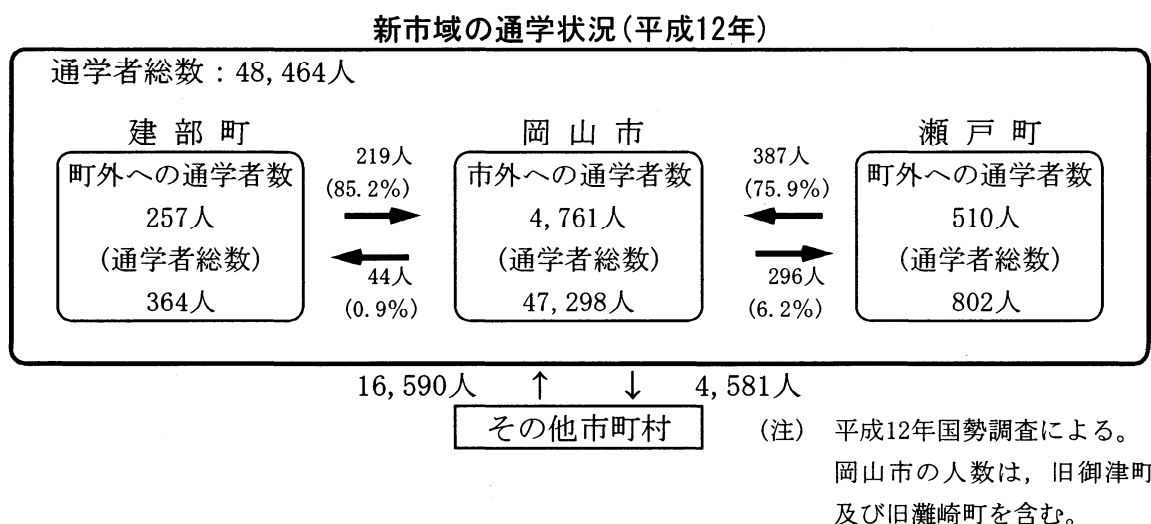 新市域の通学状況(平成12年)
通学者総数：48,464人
建部町
町外への通学者数
257人
(通学者総数)
364人
219人
(85.2%)
44人
(0.9%)
岡山市
市外への通学者数
4,761人
(通学者総数)
47,298人
387人
(75.9%)
296人
(6.2%)
瀬戸町
町外への通学者数
510人
(通学者総数)
802人
16,590人 ↑ ↓ 4,581人
その他市町村
(注) 平成12年国勢調査による。
岡山市の人数は，旧御津町
及び旧灘崎町を含む。